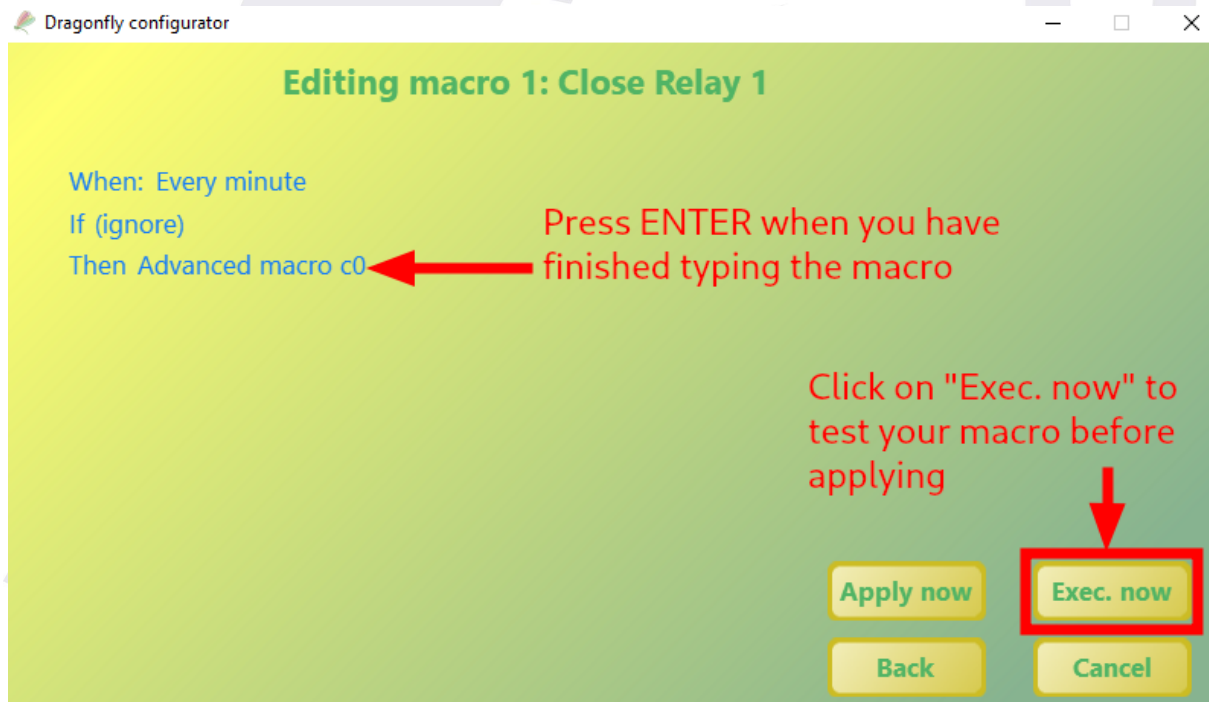 Dragonfly configurator
Editing macro 1: Close Relay 1
When: Every minute
If (ignore)
Then Advanced macro c0
Press ENTER when you have
finished typing the macro
Click on "Exec. now" to
test your macro before
applying
Apply now
Exec. now
Back
Cancel